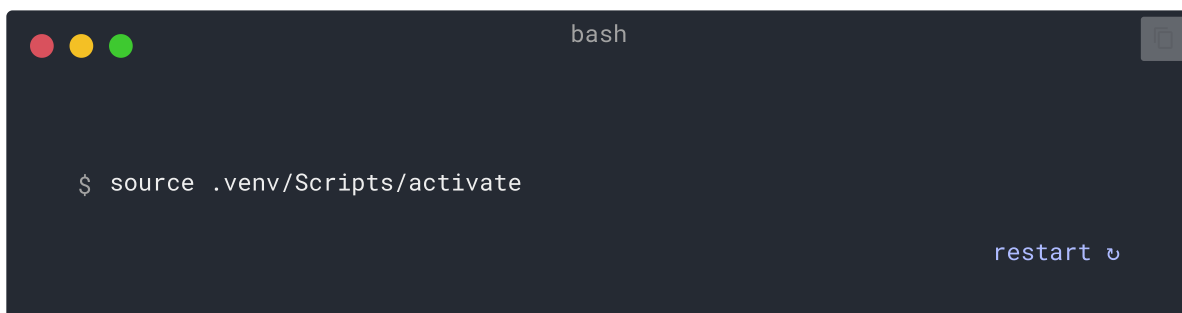 bash
$ source .venv/Scripts/activate
restart ↻